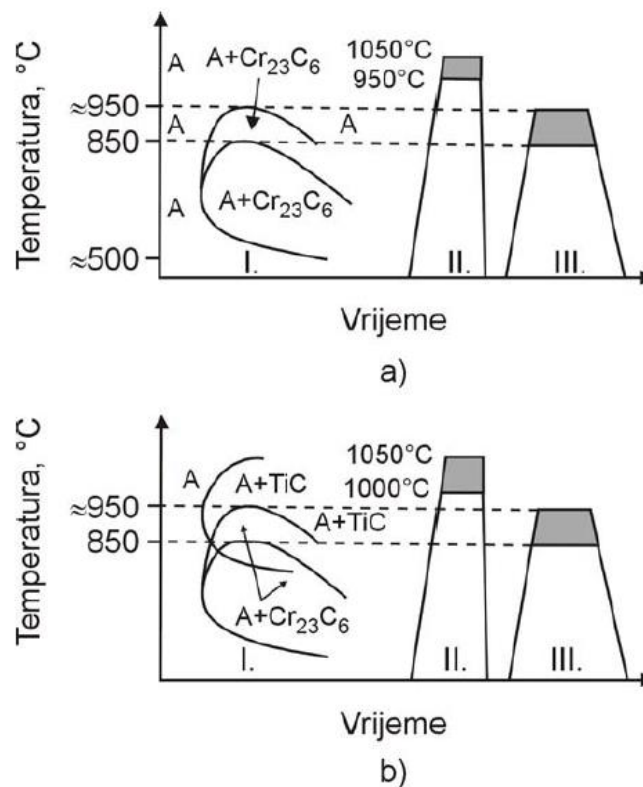 Temperatura, °C
≈950
850
≈500
A
A+Cr23C6
A
A
A
A+Cr23C6
1050°C
950°C
I.
II.
III.
Vrijeme
a)
Temperatura, °C
≈950
850
A
A+TiC
A+TiC
A+Cr23C6
1050°C
1000°C
I.
II.
III.
Vrijeme
b)